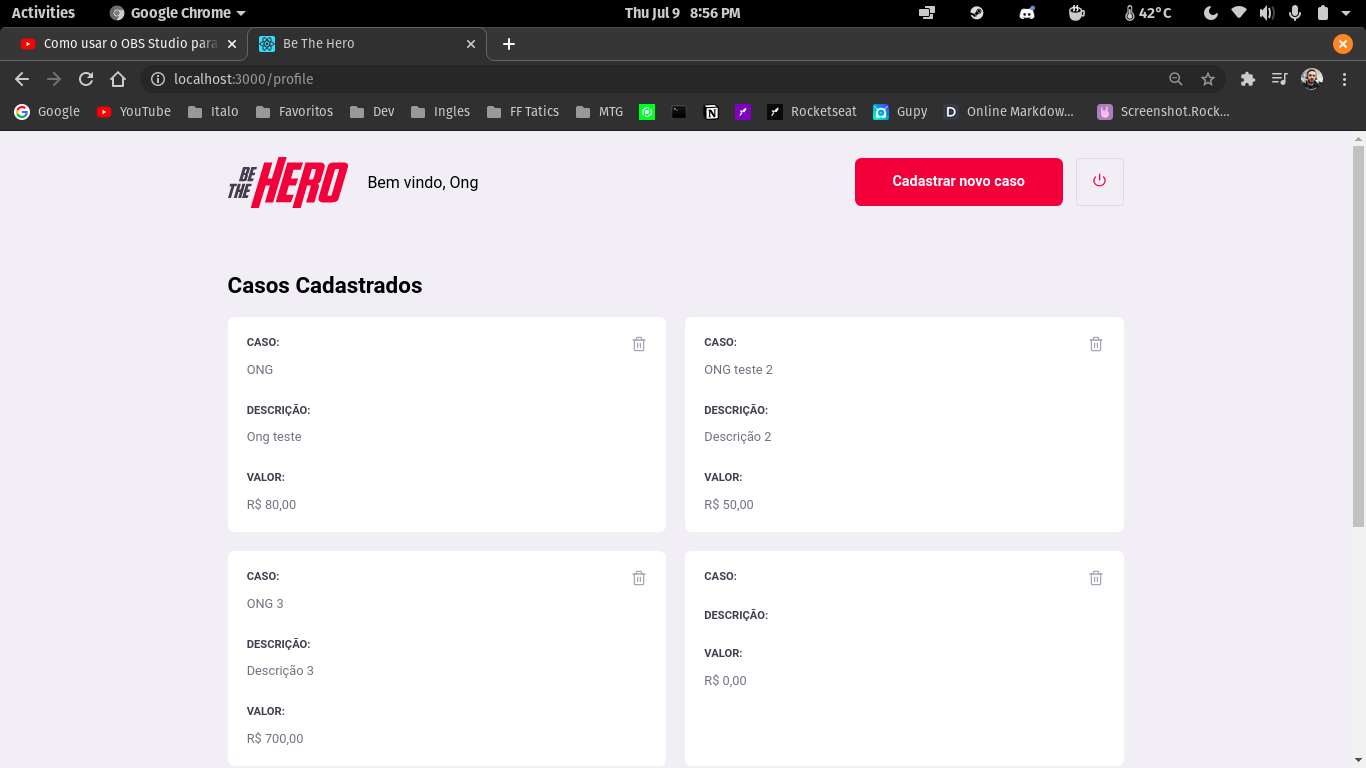 Activities Google Chrome Thu Jul 9 8:56 PM 42°C
Como usar o OBS Studio para Be The Hero
localhost:3000/profile
Google YouTube Italo Favoritos Dev Ingles FF Tatics MTG Rocketseat Gupy D Online Markdow... Screenshot.Rock...
BE THE HERO Bem vindo, Ong Cadastrar novo caso
Casos Cadastrados
CASO:
ONG
DESCRIÇÃO:
Ong teste
VALOR:
R$ 80,00
CASO:
ONG teste 2
DESCRIÇÃO:
Descrição 2
VALOR:
R$ 50,00
CASO:
ONG 3
DESCRIÇÃO:
Descrição 3
VALOR:
R$ 700,00
CASO:
DESCRIÇÃO:
VALOR:
R$ 0,00